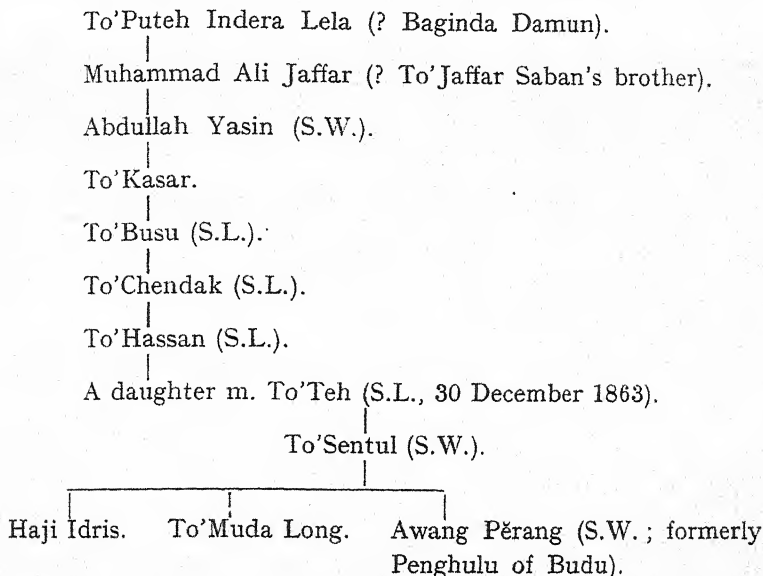 To'Puteh Indera Lela (? Baginda Damun).
Muhammad Ali Jaffar (? To'Jaffar Saban's brother).
Abdullah Yasin (S.W.).
To'Kasar.
To'Busu (S.L.).
To'Chendak (S.L.).
To'Hassan (S.L.).
A daughter m. To'Teh (S.L., 30 December 1863).
To'Sentul (S.W.).
Haji Idris. To'Muda Long. Awang Pĕrang (S.W.; formerly
Penghulu of Budu).